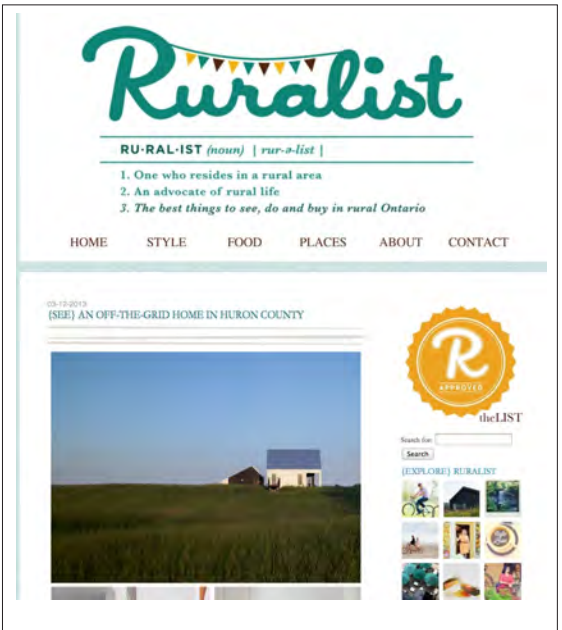 Ruralist
RU·RAL·IST (noun) | rur-ə-list |
1. One who resides in a rural area
2. An advocate of rural life
3. The best things to see, do and buy in rural Ontario
HOME STYLE FOOD PLACES ABOUT CONTACT
03-12-2013
{SEE} AN OFF-THE-GRID HOME IN HURON COUNTY
R
APPROVED
theLIST
Search for:
Search
{EXPLORE} RURALIST